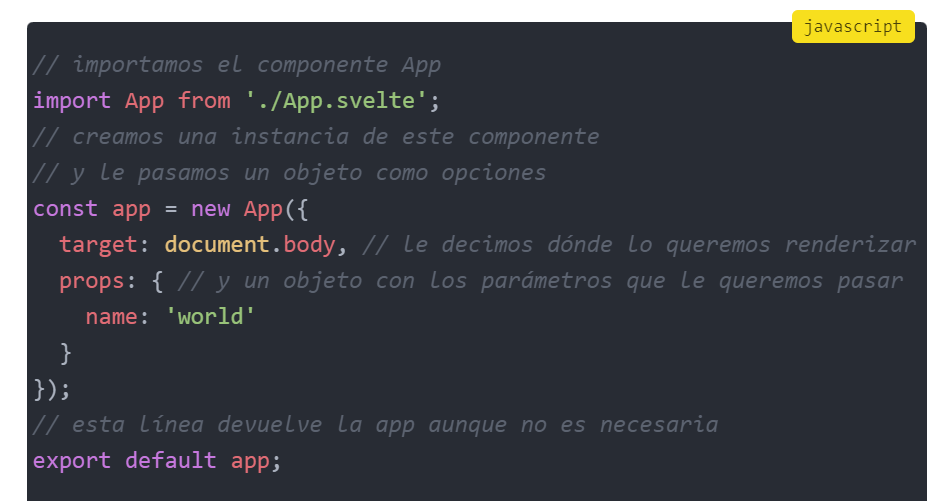 javascript
// importamos el componente App
import App from './App.svelte';
// creamos una instancia de este componente
// y le pasamos un objeto como opciones
const app = new App({
  target: document.body, // le decimos dónde lo queremos renderizar
  props: { // y un objeto con los parámetros que le queremos pasar
    name: 'world'
  }
});
// esta línea devuelve la app aunque no es necesaria
export default app;